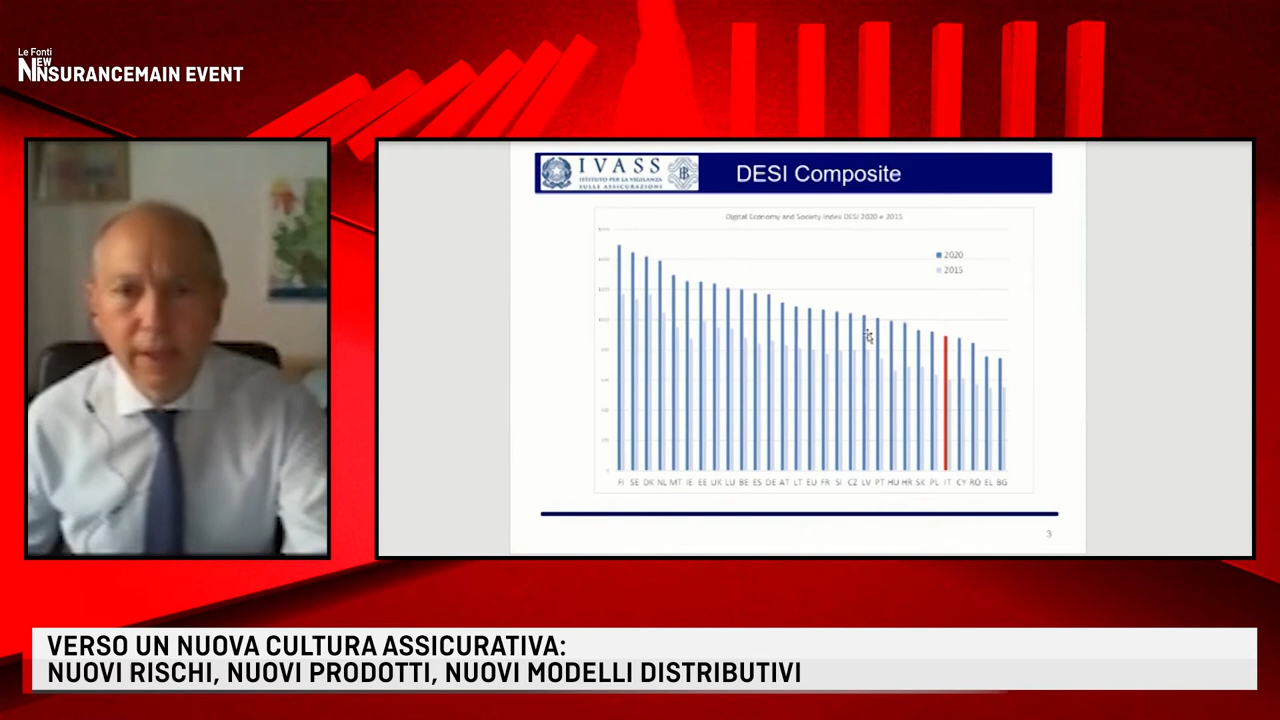 Le Fonti
NEW
INSURANCEMAIN EVENT
IVASS
ISTITUTO PER LA VIGILANZA
SULLE ASSICURAZIONI
DESI Composite
Digital Economy and Society Index DESI 2020 e 2015
2020
2015
FI SE DK NL MT IE EE UK LU BE ES DE AT LT EU FR SI CZ LV PT HU HR SK PL IT CY RO EL BG
3
VERSO UN NUOVA CULTURA ASSICURATIVA:
NUOVI RISCHI, NUOVI PRODOTTI, NUOVI MODELLI DISTRIBUTIVI